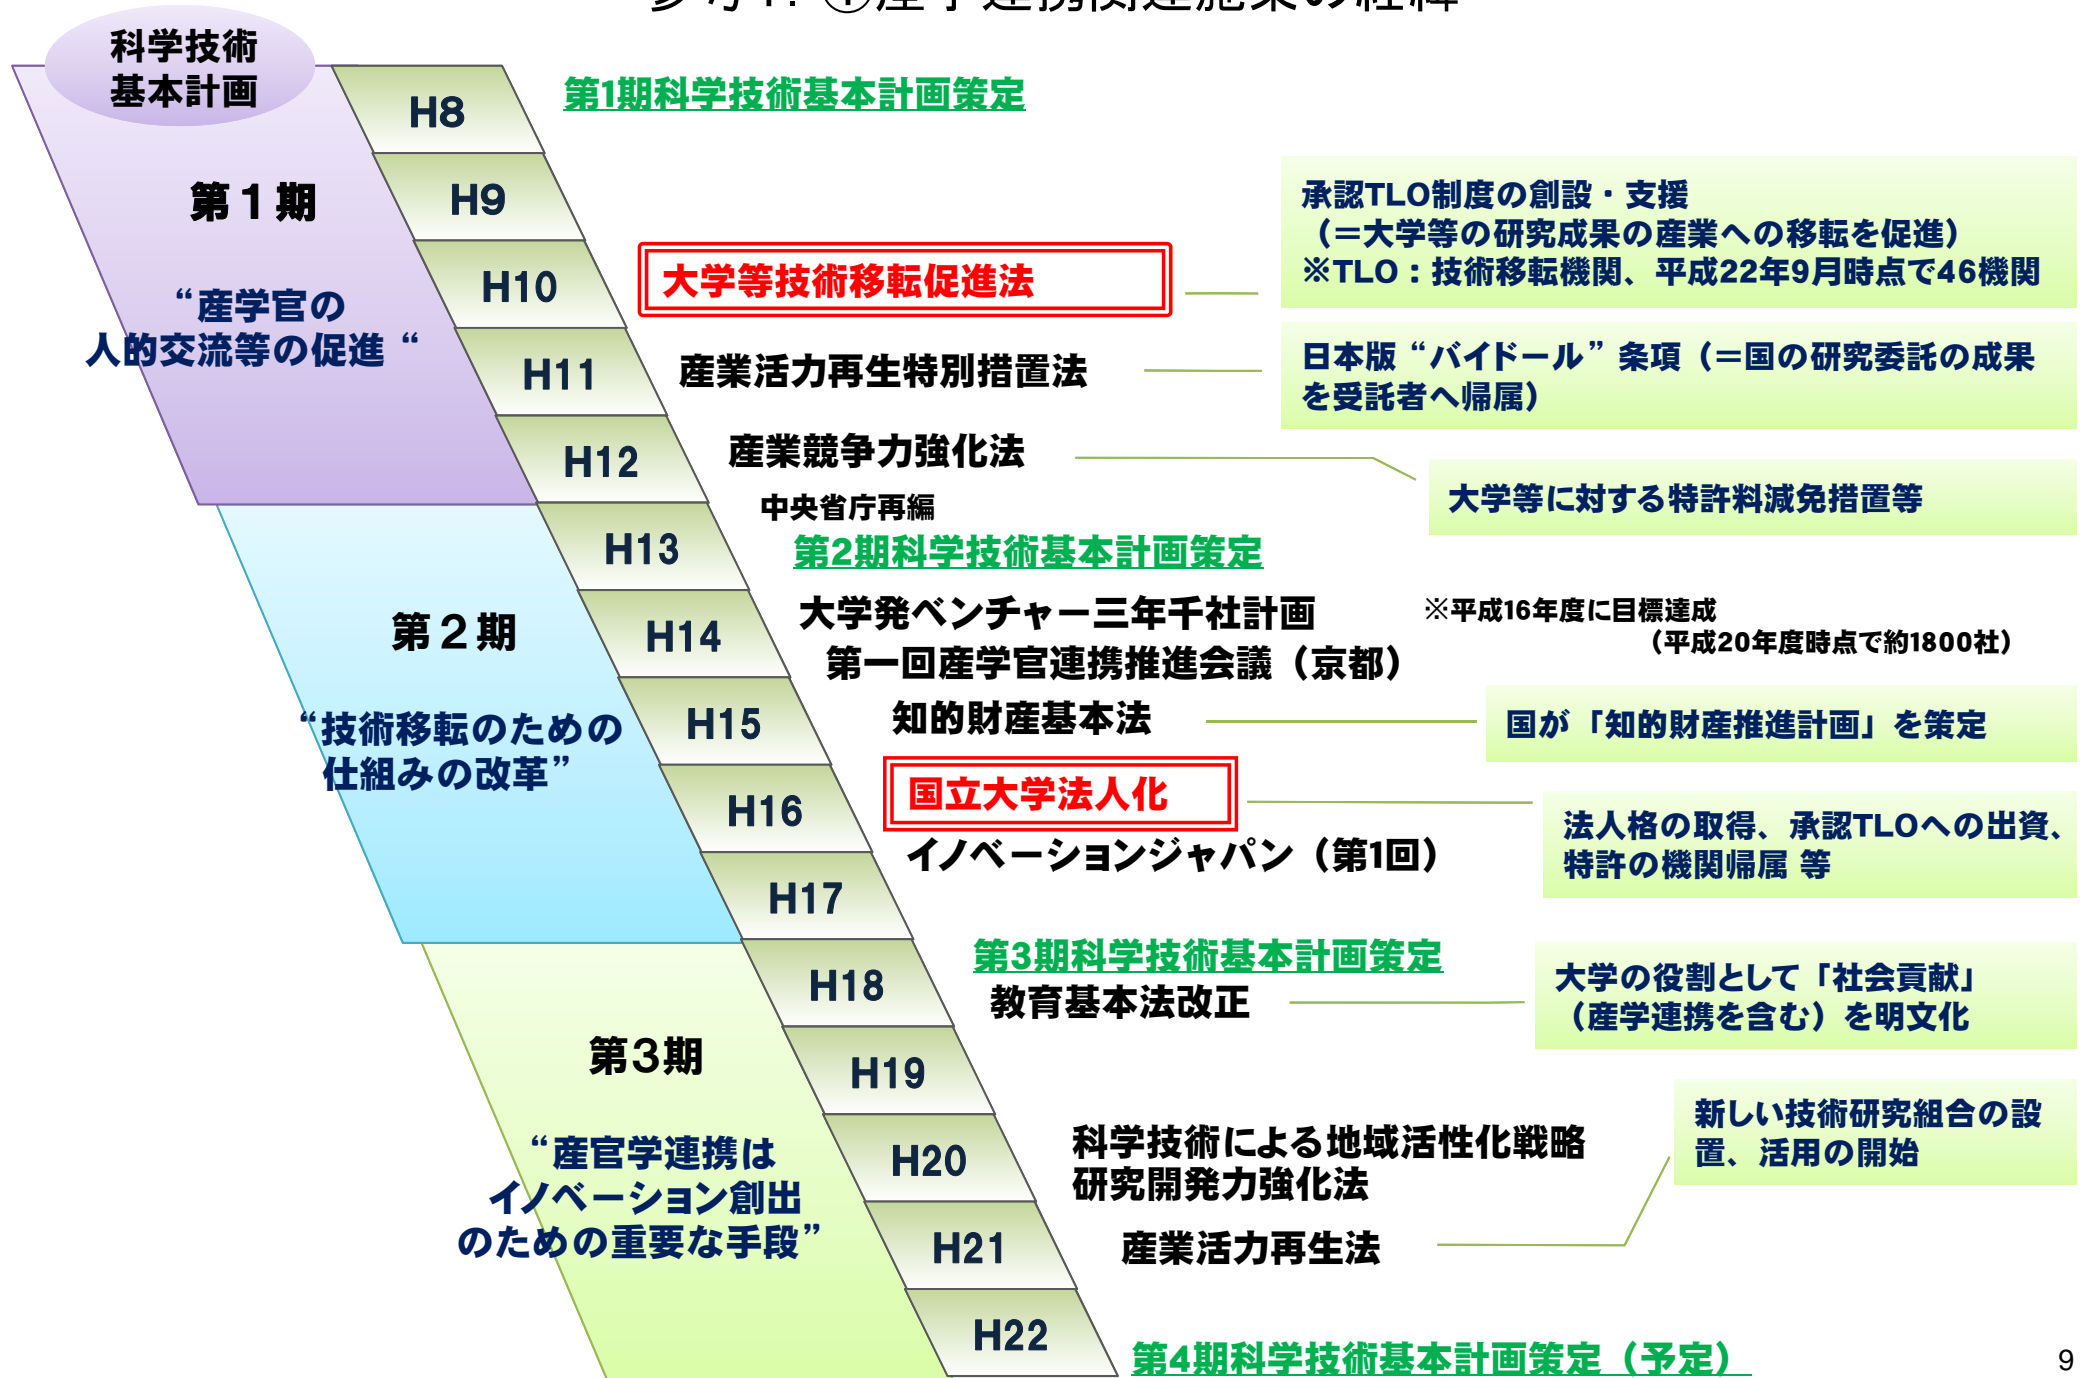 科学技術
基本計画
第１期
“産学官の
人的交流等の促進“
第２期
“技術移転のための
仕組みの改革”
第3期
“産官学連携は
イノベーション創出
のための重要な手段”
H8
第1期科学技術基本計画策定
H9
H10
大学等技術移転促進法
承認TLO制度の創設・支援
（＝大学等の研究成果の産業への移転を促進）
※TLO：技術移転機関、平成22年9月時点で46機関
H11
産業活力再生特別措置法
日本版“バイドール”条項（＝国の研究委託の成果
を受託者へ帰属）
H12
産業競争力強化法
大学等に対する特許料減免措置等
H13
中央省庁再編
第2期科学技術基本計画策定
H14
大学発ベンチャー三年千社計画
※平成16年度に目標達成
（平成20年度時点で約1800社）
第一回産学官連携推進会議（京都）
H15
知的財産基本法
国が「知的財産推進計画」を策定
H16
国立大学法人化
法人格の取得、承認TLOへの出資、
特許の機関帰属 等
イノベーションジャパン（第1回）
H17
H18
第3期科学技術基本計画策定
教育基本法改正
大学の役割として「社会貢献」
（産学連携を含む）を明文化
H19
H20
科学技術による地域活性化戦略
研究開発力強化法
H21
産業活力再生法
新しい技術研究組合の設
置、活用の開始
H22
第4期科学技術基本計画策定（予定）
9